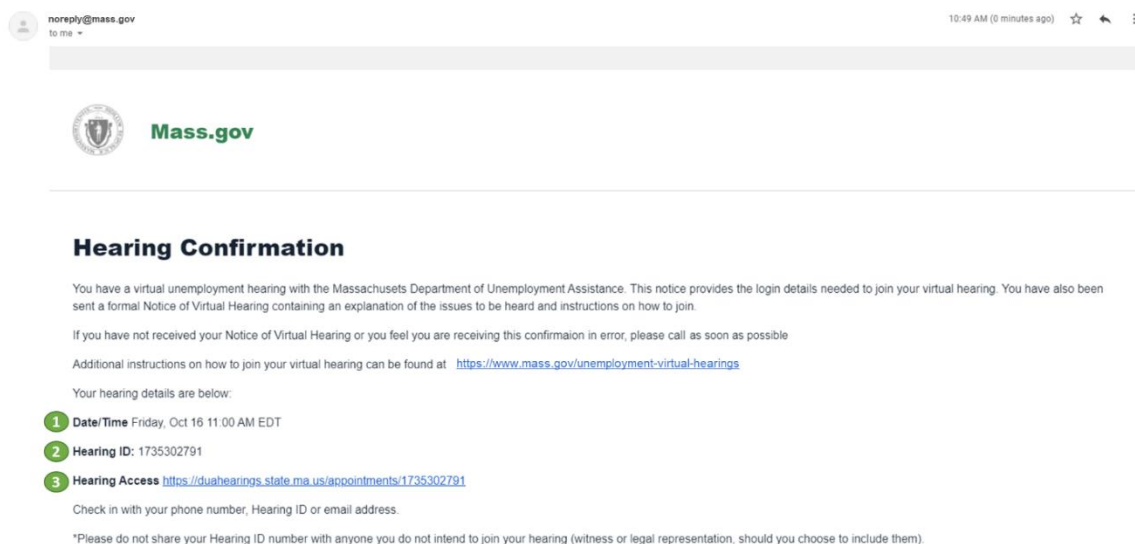 noreply@mass.gov
10:49 AM (0 minutes ago)
to me
Mass.gov
Hearing Confirmation
You have a virtual unemployment hearing with the Massachusets Department of Unemployment Assistance. This notice provides the login details needed to join your virtual hearing. You have also been
sent a formal Notice of Virtual Hearing containing an explanation of the issues to be heard and instructions on how to join.
If you have not received your Notice of Virtual Hearing or you feel you are receiving this confirmaion in error, please call as soon as possible
Additional instructions on how to join your virtual hearing can be found at https://www.mass.gov/unemployment-virtual-hearings
Your hearing details are below:
1 Date/Time Friday, Oct 16 11:00 AM EDT
2 Hearing ID: 1735302791
3 Hearing Access https://duahearings.state.ma.us/appointments/1735302791
Check in with your phone number, Hearing ID or email address.
*Please do not share your Hearing ID number with anyone you do not intend to join your hearing (witness or legal representation, should you choose to include them).